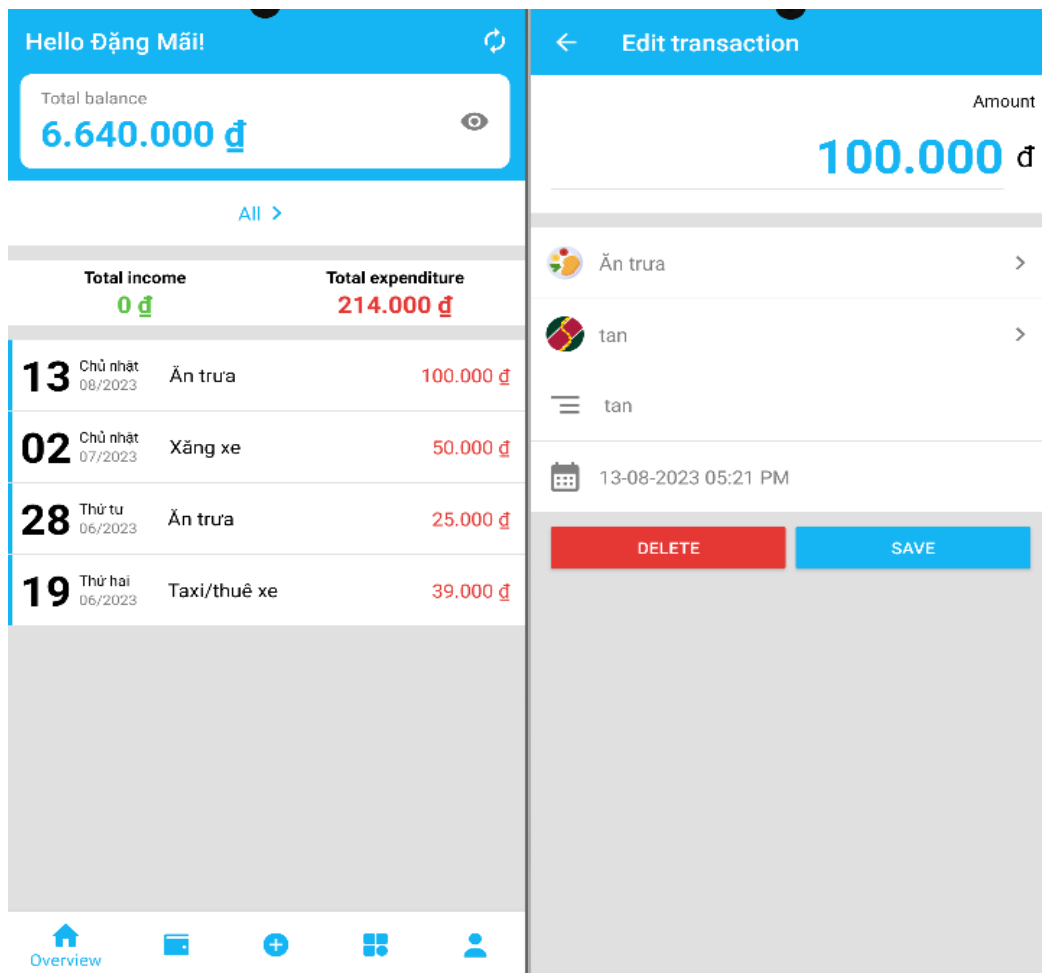 Hello Đặng Mãi!
Total balance
6.640.000 ₫
All
Total income
Total expenditure
0 ₫
214.000 ₫
13
Chủ nhật
08/2023
Ăn trưa
100.000 ₫
02
Chủ nhật
07/2023
Xăng xe
50.000 ₫
28
Thứ tư
06/2023
Ăn trưa
25.000 ₫
19
Thứ hai
06/2023
Taxi/thuê xe
39.000 ₫
Overview
Edit transaction
Amount
100.000 đ
Ăn trưa
tan
tan
13-08-2023 05:21 PM
DELETE
SAVE